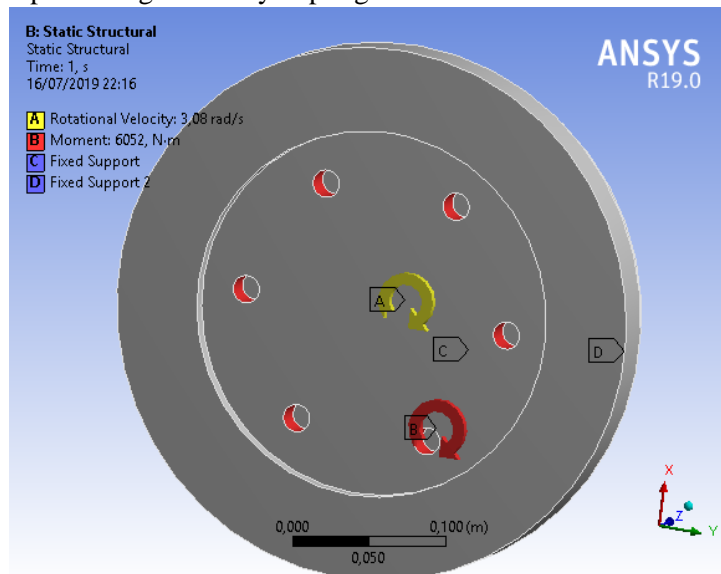 B: Static Structural
Static Structural
Time: 1, s
16/07/2019 22:16
A Rotational Velocity: 3,08 rad/s
B Moment: 6052, N·m
C Fixed Support
D Fixed Support 2
ANSYS
R19.0
A
C
D
B
X
Z
Y
0,000
0,100 (m)
0,050